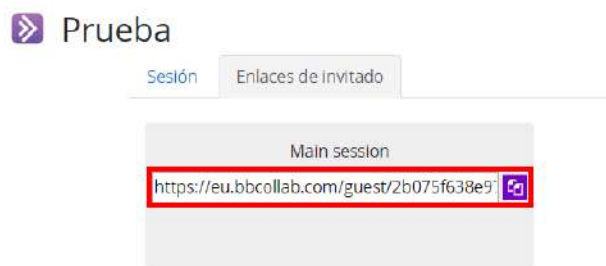 Prueba
Sesión Enlaces de invitado
Main session
https://eu.bbcollab.com/guest/2b075f638e9